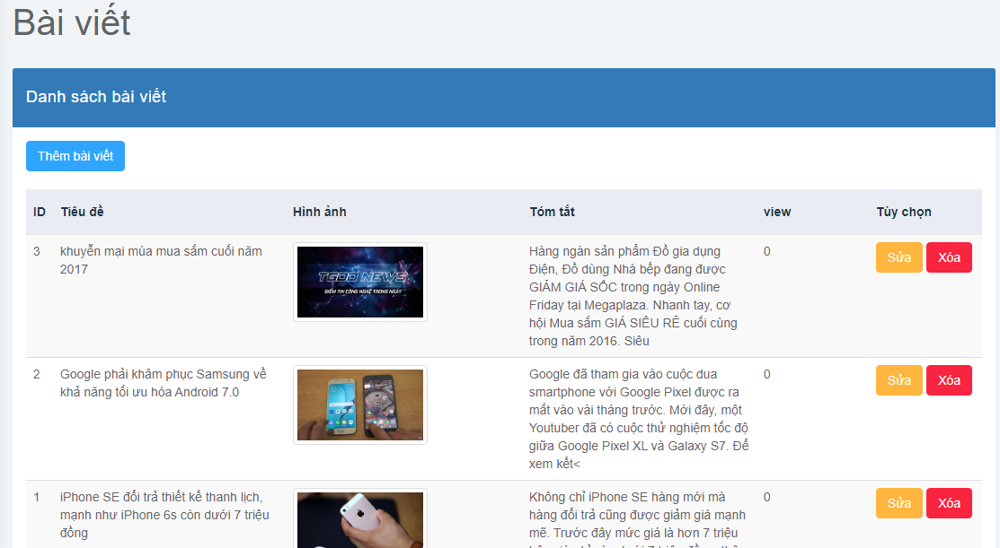 Bài viết
Danh sách bài viết
Thêm bài viết
ID Tiêu đề Hình ảnh Tóm tắt view Tùy chọn
3
khuyễn mại mùa mua sắm cuối năm
2017
TGDD NEWS
ĐIỂM TIN CÔNG NGHỆ TRONG NGÀY
Hàng ngàn sản phẩm Đồ gia dụng
Điện, Đồ dùng Nhà bếp đang được
GIẢM GIÁ SỐC trong ngày Online
Friday tại Megaplaza. Nhanh tay, cơ
hội Mua sắm GIÁ SIÊU RẺ cuối cùng
trong năm 2016. Siêu
0
Sửa Xóa
2
Google phải khâm phục Samsung về
khả năng tối ưu hóa Android 7.0
Google đã tham gia vào cuộc dua
smartphone với Google Pixel được ra
mắt vào vài tháng trước. Mới đây, một
Youtuber đã có cuộc thử nghiệm tốc độ
giữa Google Pixel XL và Galaxy S7. Để
xem kết<
0
Sửa Xóa
1
iPhone SE đổi trả thiết kế thanh lịch,
mạnh như iPhone 6s còn dưới 7 triệu
đồng
Không chỉ iPhone SE hàng mới mà
hàng đổi trả cũng được giảm giá mạnh
mẽ. Trước đây mức giá là hơn 7 triệu
0
Sửa Xóa